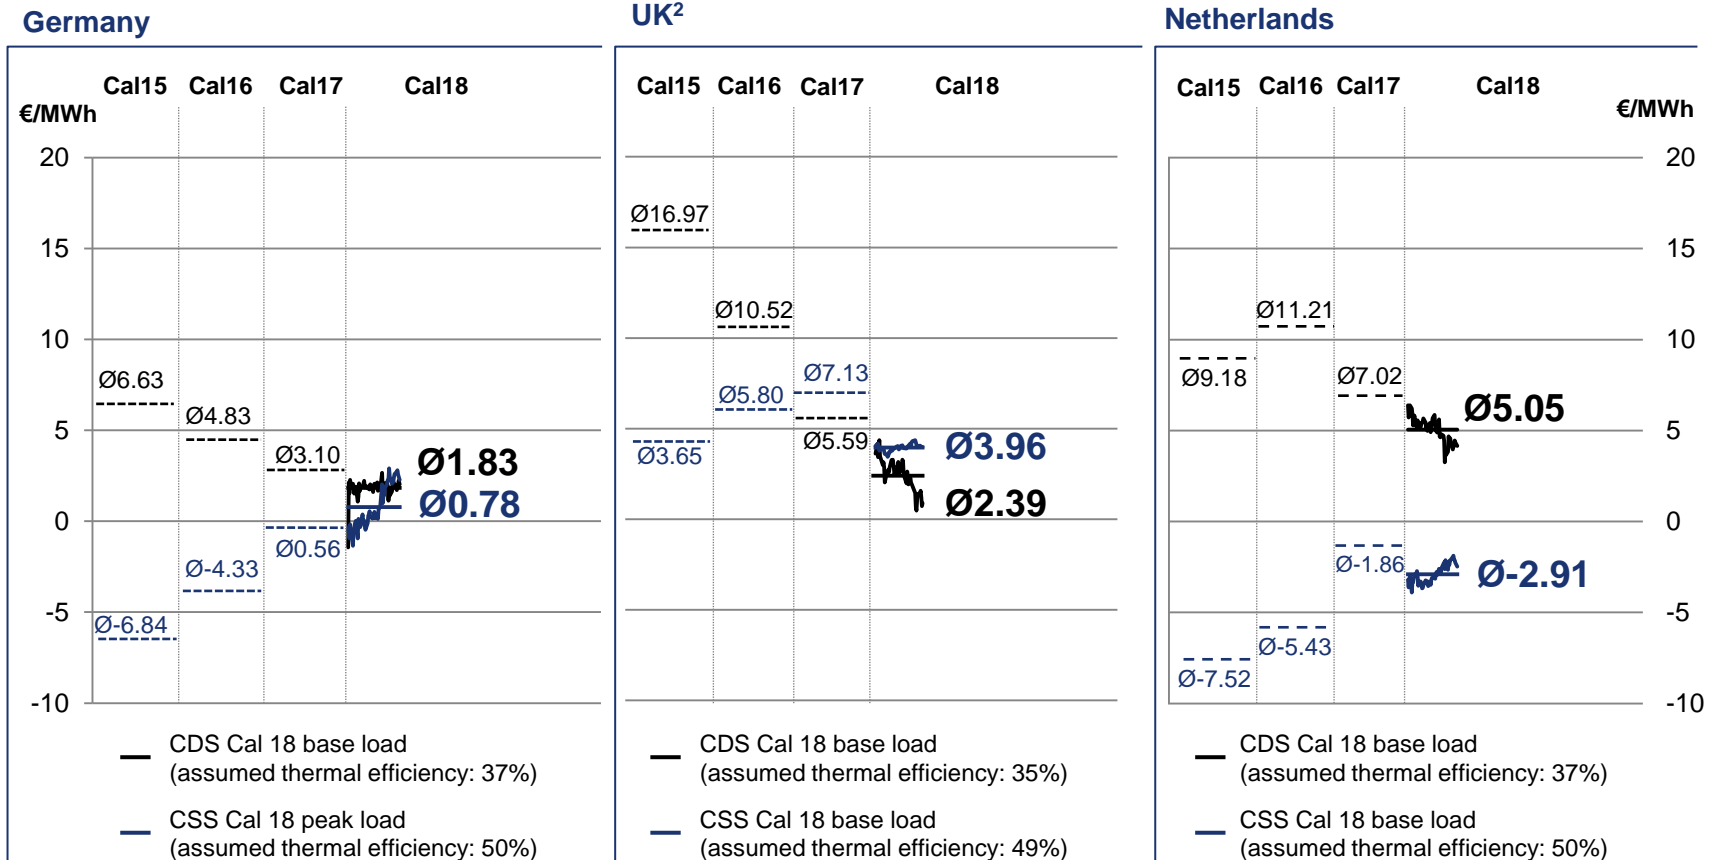 Germany
Cal15 Cal16 Cal17 Cal18
€/MWh
20
15
10
5
0
-5
-10
Ø6.63
Ø4.83
Ø3.10
Ø1.83
Ø0.78
Ø0.56
Ø-4.33
Ø-6.84
CDS Cal 18 base load
(assumed thermal efficiency: 37%)
CSS Cal 18 peak load
(assumed thermal efficiency: 50%)
UK²
Cal15 Cal16 Cal17 Cal18
Ø16.97
Ø10.52
Ø7.13
Ø5.80
Ø5.59
Ø3.65
Ø3.96
Ø2.39
CDS Cal 18 base load
(assumed thermal efficiency: 35%)
CSS Cal 18 base load
(assumed thermal efficiency: 49%)
Netherlands
Cal15 Cal16 Cal17 Cal18
€/MWh
20
15
10
5
0
-5
-10
Ø11.21
Ø9.18
Ø7.02
Ø5.05
Ø-1.86
Ø-2.91
Ø-5.43
Ø-7.52
CDS Cal 18 base load
(assumed thermal efficiency: 37%)
CSS Cal 18 base load
(assumed thermal efficiency: 50%)